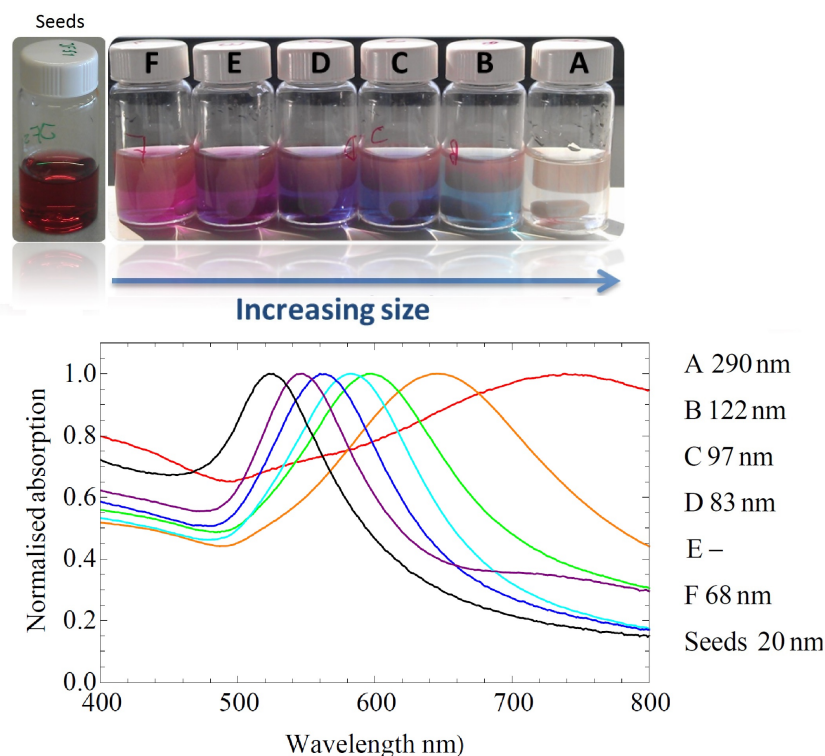 Seeds
F E D C B A
Increasing size
Normalised absorption
1.0
0.8
0.6
0.4
0.2
0.0
400 500 600 700 800
Wavelength nm)
A 290 nm
B 122 nm
C 97 nm
D 83 nm
E –
F 68 nm
Seeds 20 nm